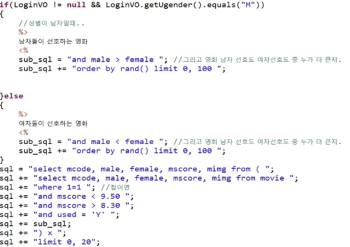 if(LoginVO != null && LoginVO.getUgender().equals("M"))
{
//성별이 남자일때..
%>
남자들이 선호하는 영화
<%
sub_sql = "and male > female "; //그리고 영화 남자 선호도 여자선호도 중 누가 더 큰지.
sub_sql += "order by rand() limit 0, 100 ";
}else
{
%>
여자들이 선호하는 영화
<%
sub_sql = "and male < female "; //그리고 영화 남자 선호도 여자선호도 중 누가 더 큰지.
sub_sql += "order by rand() limit 0, 100 ";
}
sql = "select mcode, male, female, mscore, mimg from ( ";
sql += "select mcode, male, female, mscore, mimg from movie ";
sql += "where 1=1 "; //참이면
sql += "and mscore < 9.50 ";
sql += "and mscore > 8.30 ";
sql += "and used = 'Y' ";
sql += sub_sql;
sql += ") x ";
sql += "limit 0, 20";